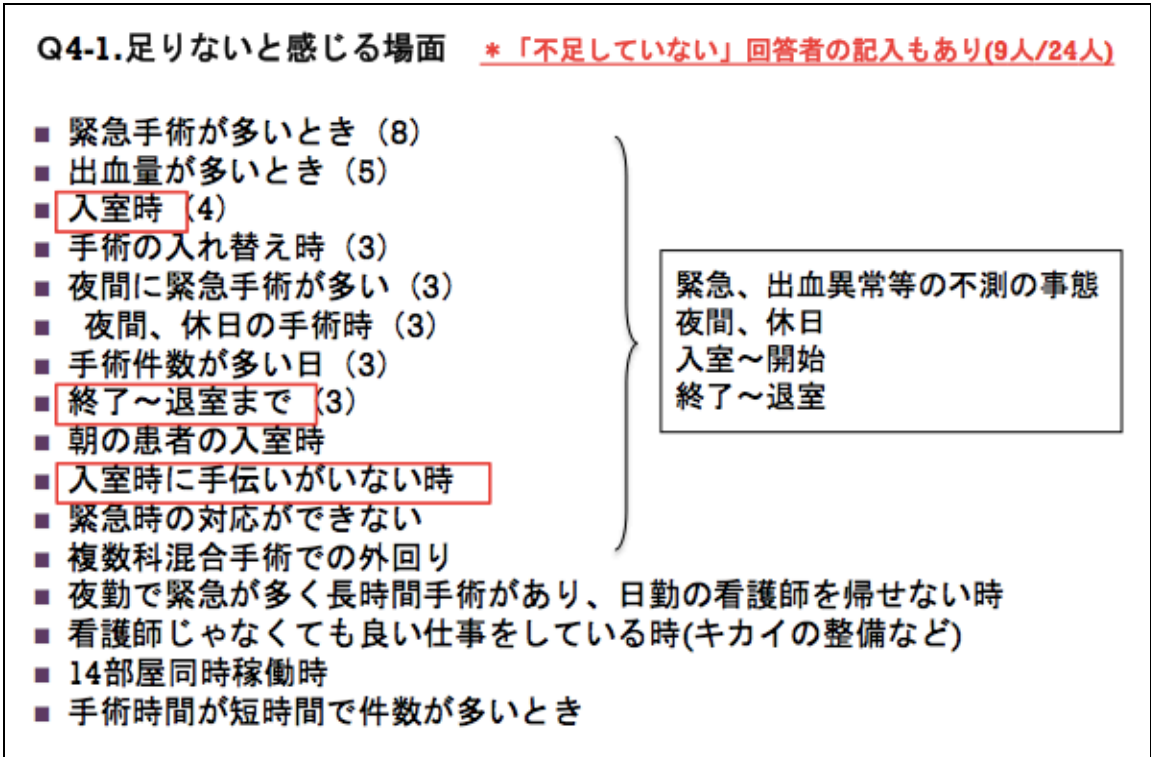 Q4-1.足りないと感じる場面 ＊「不足していない」回答者の記入もあり(9人/24人)
■ 緊急手術が多いとき（8）
■ 出血量が多いとき（5）
■ 入室時（4）
■ 手術の入れ替え時（3）
■ 夜間に緊急手術が多い（3）
■ 夜間、休日の手術時（3）
■ 手術件数が多い日（3）
■ 終了～退室まで（3）
■ 朝の患者の入室時
■ 入室時に手伝いがいない時
■ 緊急時の対応ができない
■ 複数科混合手術での外回り
■ 夜勤で緊急が多く長時間手術があり、日勤の看護師を帰せない時
■ 看護師じゃなくても良い仕事をしている時(キカイの整備など)
■ 14部屋同時稼働時
■ 手術時間が短時間で件数が多いとき
緊急、出血異常等の不測の事態
夜間、休日
入室～開始
終了～退室